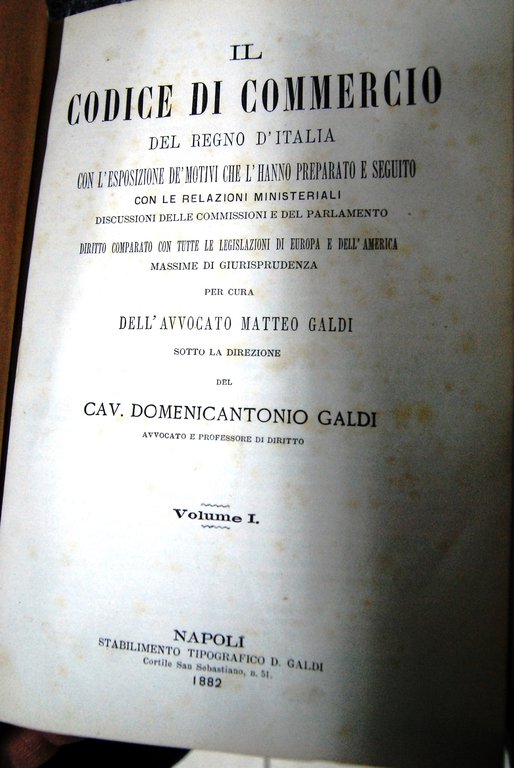 IL
CODICE DI COMMERCIO
DEL REGNO D'ITALIA
CON L'ESPOSIZIONE DE' MOTIVI CHE L'HANNO PREPARATO E SEGUITO
CON LE RELAZIONI MINISTERIALI
DISCUSSIONI DELLE COMMISSIONI E DEL PARLAMENTO
DIRITTO COMPARATO CON TUTTE LE LEGISLAZIONI DI EUROPA E DELL'AMERICA
MASSIME DI GIURISPRUDENZA
PER CURA
DELL'AVVOCATO MATTEO GALDI
SOTTO LA DIREZIONE
DEL
CAV. DOMENICANTONIO GALDI
AVVOCATO E PROFESSORE DI DIRITTO
Volume I.
NAPOLI
STABILIMENTO TIPOGRAFICO D. GALDI
Cortile San Sebastiano, n. 51.
1882